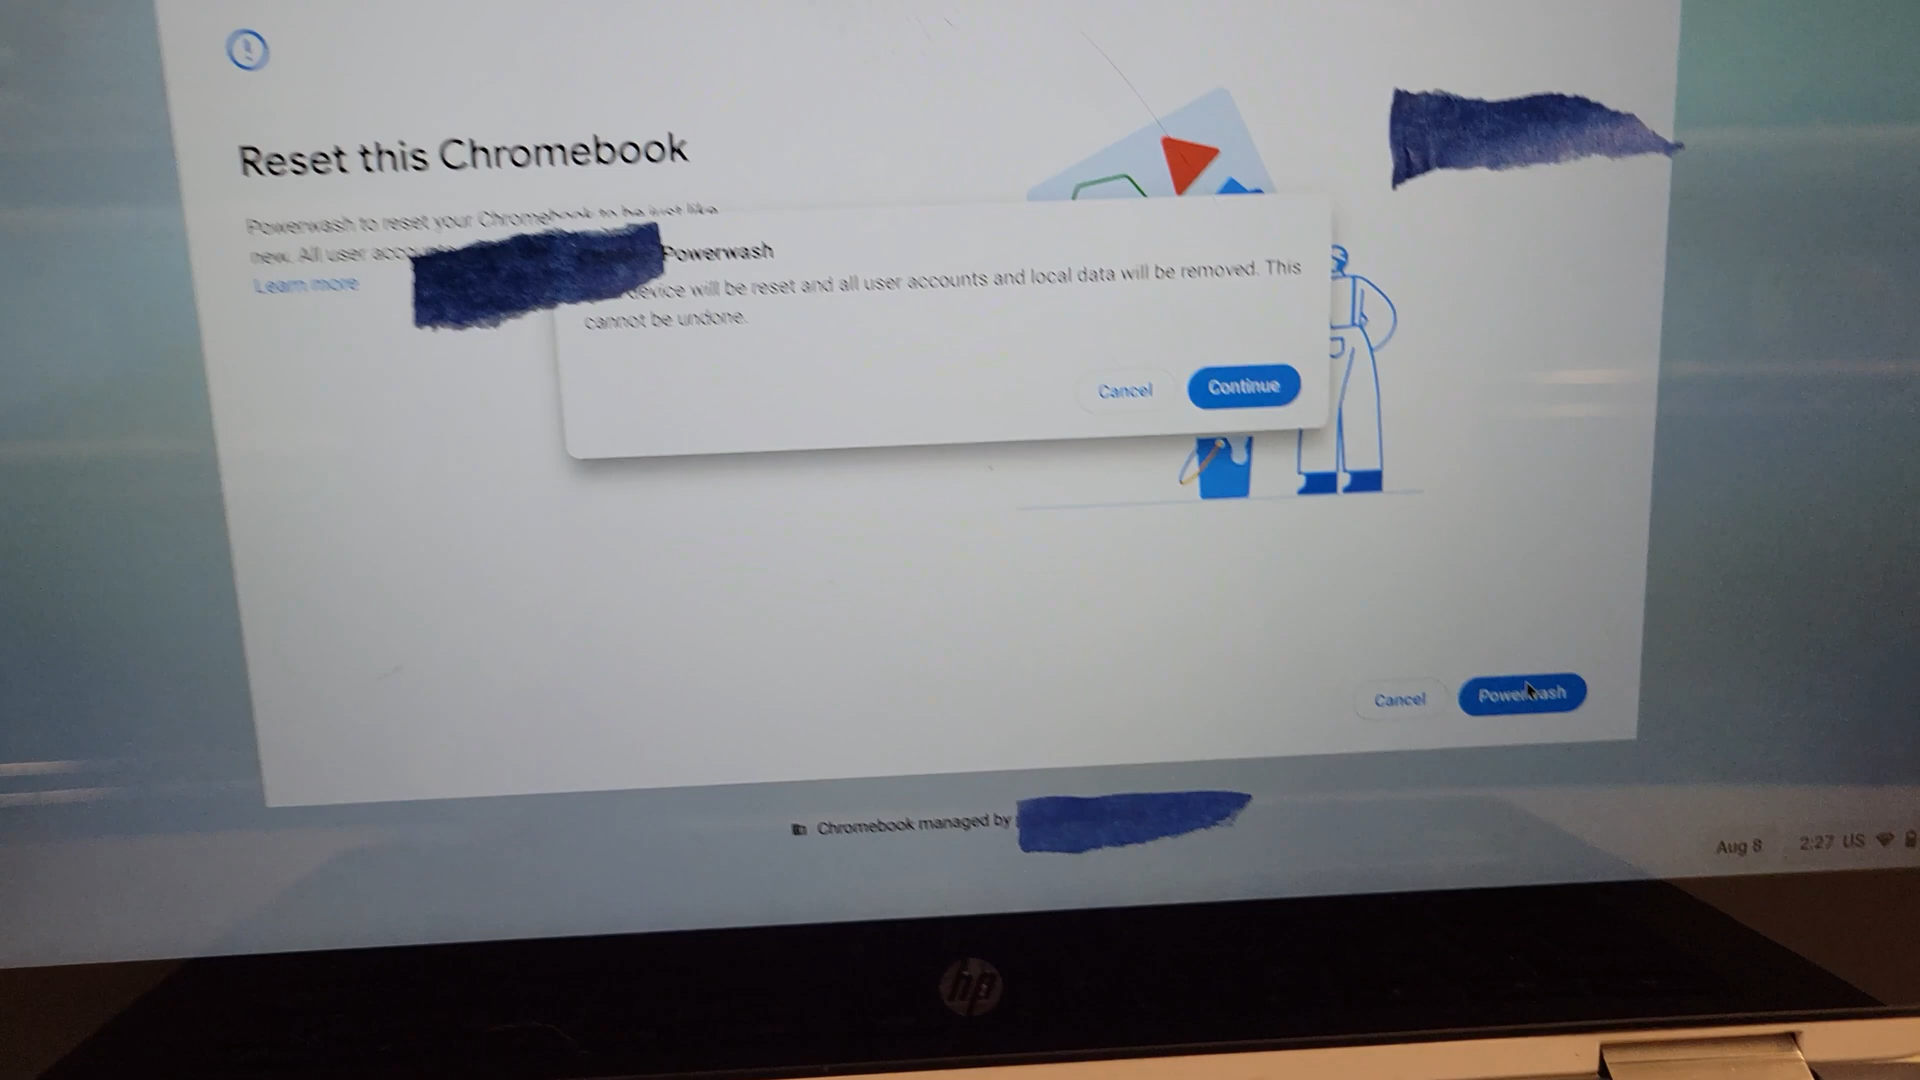 Reset this Chromebook
Powerwash to reset your Chromebook to be just like
new. All user accounts
Learn more
Powerwash
device will be reset and all user accounts and local data will be removed. This
cannot be undone.
Cancel
Continue
Cancel
Powerwash
Chromebook managed by
Aug 8
2:27 US
hp